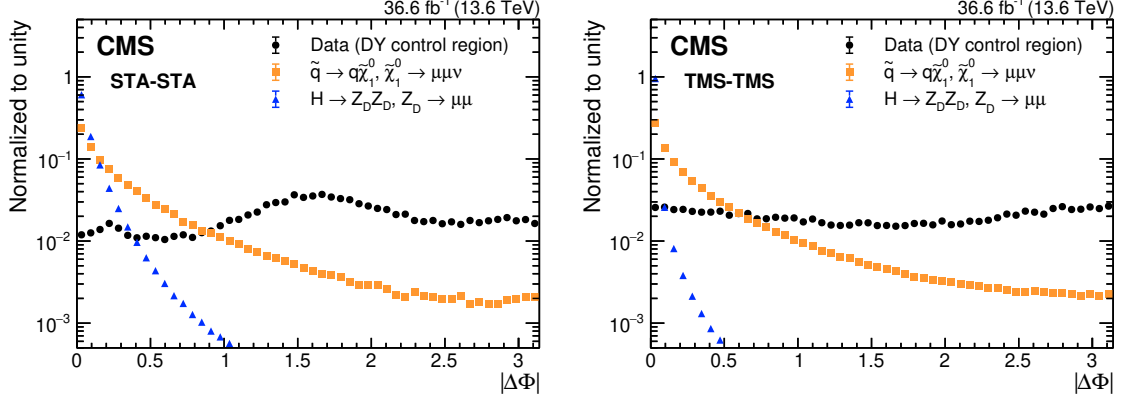 36.6 fb⁻¹ (13.6 TeV)
CMS
STA-STA
Data (DY control region)
q̃ → qχ̃₁⁰, χ̃₁⁰ → μμν
H → Z_D Z_D, Z_D → μμ
Normalized to unity
1
10⁻¹
10⁻²
10⁻³
0 0.5 1 1.5 2 2.5 3
|ΔΦ|
36.6 fb⁻¹ (13.6 TeV)
CMS
TMS-TMS
Data (DY control region)
q̃ → qχ̃₁⁰, χ̃₁⁰ → μμν
H → Z_D Z_D, Z_D → μμ
Normalized to unity
1
10⁻¹
10⁻²
10⁻³
0 0.5 1 1.5 2 2.5 3
|ΔΦ|